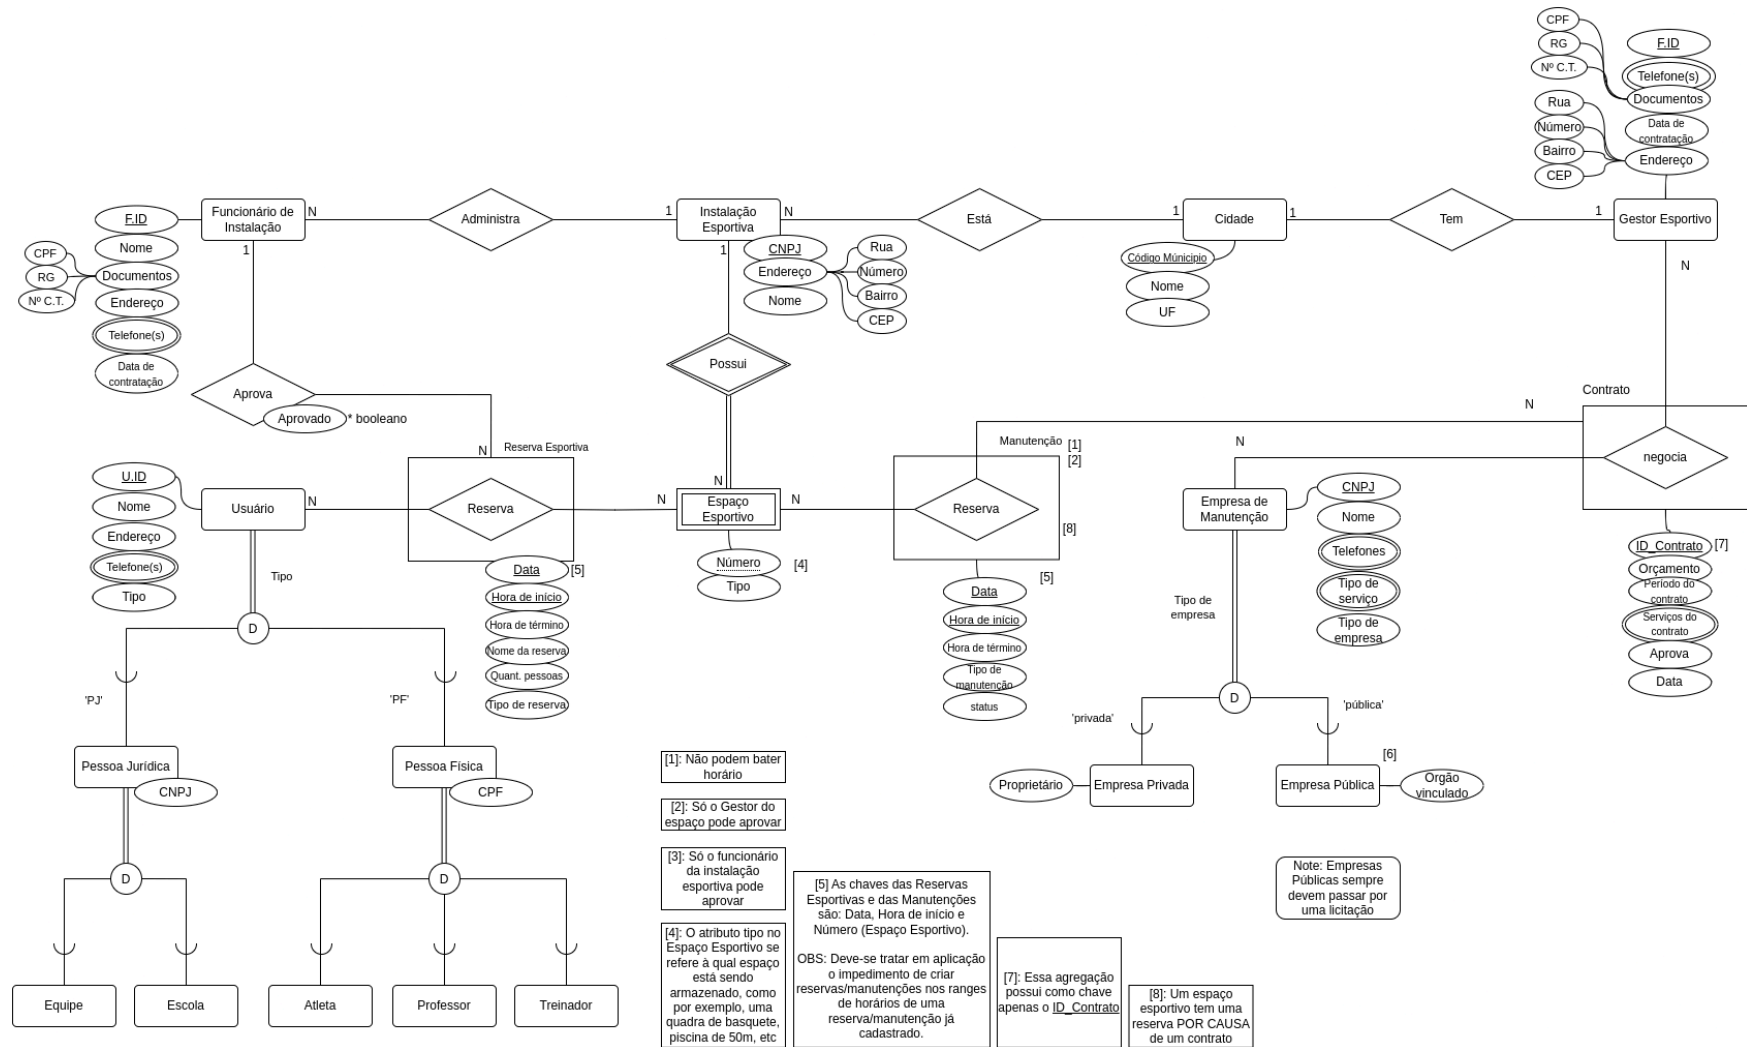 CPF
RG
Nº C.T.
F.ID
Telefone(s)
Documentos
Data de
contratação
Rua
Número
Bairro
CEP
Endereço
F.ID
Nome
CPF
RG
Nº C.T.
Documentos
Endereço
Telefone(s)
Data de
contratação
Funcionário de
Instalação
N
1
Administra
1
Instalação
Esportiva
N
1
CNPJ
Endereço
Nome
Rua
Número
Bairro
CEP
Está
1
Cidade
1
Código Múnicipio
Nome
UF
Tem
1
Gestor Esportivo
N
Possui
Aprova
Aprovado
* booleano
N
Reserva Esportiva
U.ID
Nome
Endereço
Telefone(s)
Tipo
Usuário
N
Reserva
N
N
Espaço
Esportivo
N
Número
Tipo
[4]
Data
[5]
Hora de início
Hora de término
Nome da reserva
Quant. pessoas
Tipo de reserva
Manutenção
[1]
[2]
Reserva
[8]
[5]
Data
Hora de início
Hora de término
Tipo de
manutenção
status
Contrato
N
N
negocia
Empresa de
Manutenção
CNPJ
Nome
Telefones
Tipo de
serviço
Tipo de
empresa
ID_Contrato
[7]
Orçamento
Período do
contrato
Serviços do
contrato
Aprova
Data
Tipo
D
'PJ'
'PF'
Pessoa Jurídica
CNPJ
Pessoa Física
CPF
D
D
Equipe
Escola
Atleta
Professor
Treinador
Tipo de
empresa
D
'privada'
'pública'
Proprietário
Empresa Privada
Empresa Pública
[6]
Orgão
vinculado
Note: Empresas
Públicas sempre
devem passar por
uma licitação
[1]: Não podem bater
horário
[2]: Só o Gestor do
espaço pode aprovar
[3]: Só o funcionário
da instalação
esportiva pode
aprovar
[4]: O atributo tipo no
Espaço Esportivo se
refere à qual espaço
está sendo
armazenado, como
por exemplo, uma
quadra de basquete,
piscina de 50m, etc
[5] As chaves das Reservas
Esportivas e das Manutenções
são: Data, Hora de início e
Número (Espaço Esportivo).
OBS: Deve-se tratar em aplicação
o impedimento de criar
reservas/manutenções nos ranges
de horários de uma
reserva/manutenção já
cadastrado.
[7]: Essa agregação
possui como chave
apenas o ID_Contrato
[8]: Um espaço
esportivo tem uma
reserva POR CAUSA
de um contrato